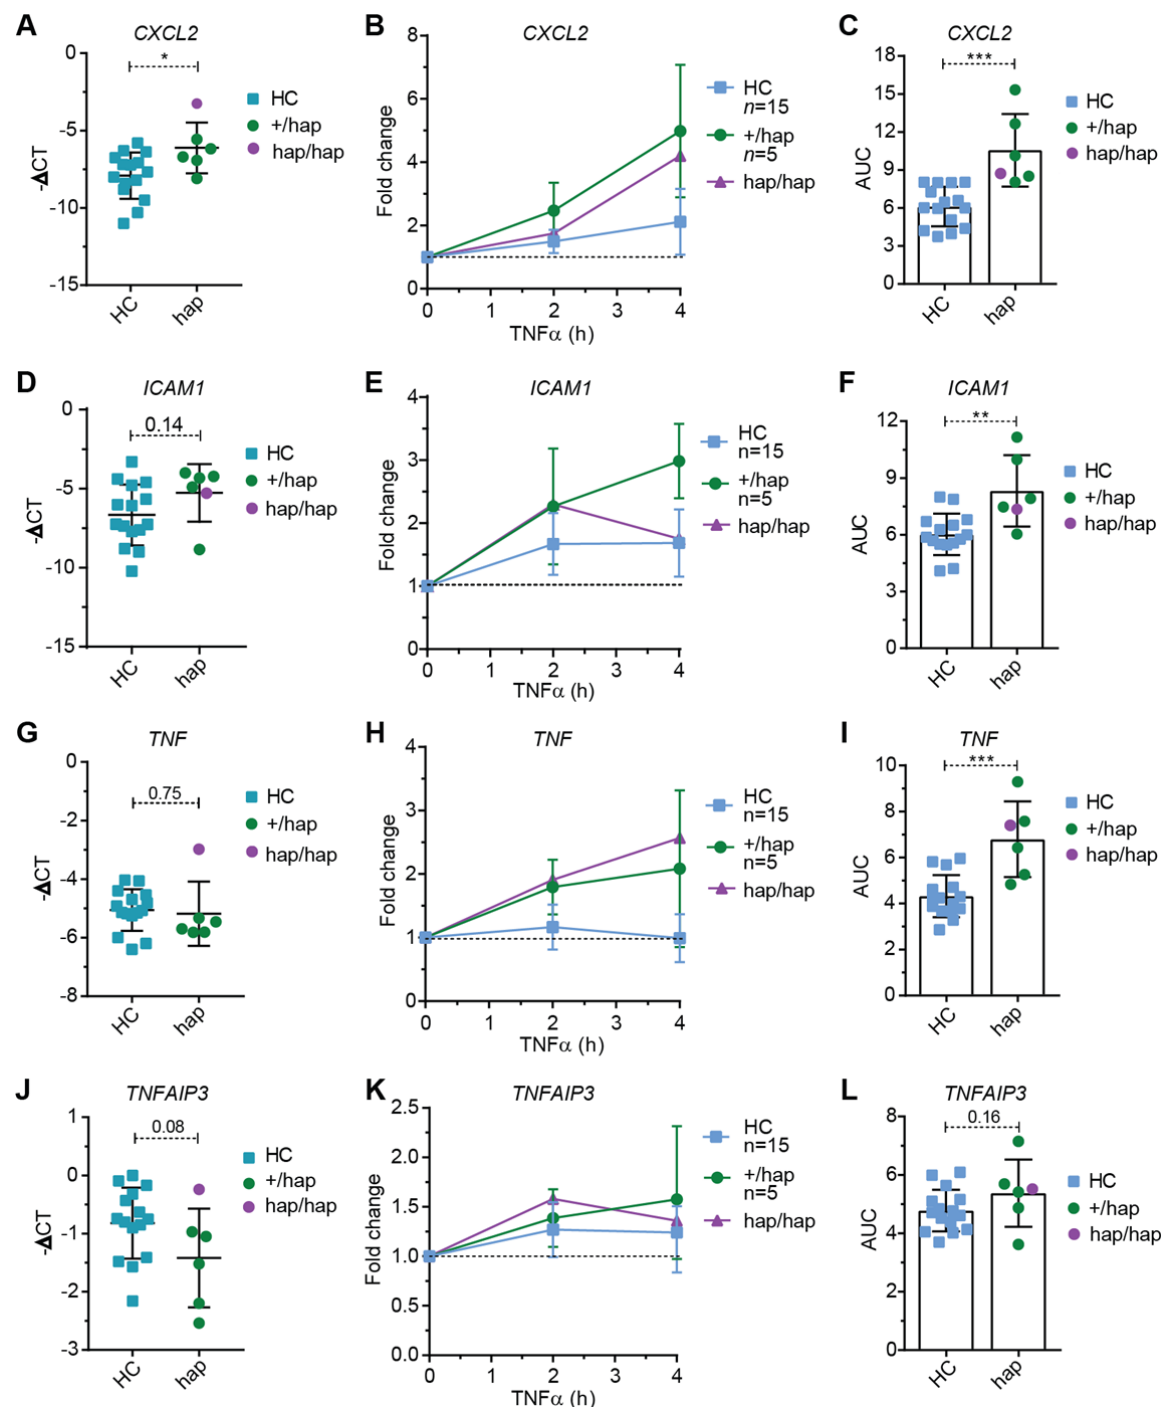 A
CXCL2
*
0
-5
-10
-15
-ΔCT
HC
hap
HC
+/hap
hap/hap
B
CXCL2
8
6
4
2
0
Fold change
0
1
2
3
4
TNFα (h)
HC
n=15
+/hap
n=5
hap/hap
C
CXCL2
***
18
15
12
9
6
3
0
AUC
HC
hap
HC
+/hap
hap/hap
D
ICAM1
0.14
0
-5
-10
-15
-ΔCT
HC
hap
HC
+/hap
hap/hap
E
ICAM1
4
3
2
1
0
Fold change
0
1
2
3
4
TNFα (h)
HC
n=15
+/hap
n=5
hap/hap
F
ICAM1
**
12
9
6
3
0
AUC
HC
hap
HC
+/hap
hap/hap
G
TNF
0.75
0
-2
-4
-6
-8
-ΔCT
HC
hap
HC
+/hap
hap/hap
H
TNF
4
3
2
1
0
Fold change
0
1
2
3
4
TNFα (h)
HC
n=15
+/hap
n=5
hap/hap
I
TNF
***
10
8
6
4
2
0
AUC
HC
hap
HC
+/hap
hap/hap
J
TNFAIP3
0.08
1
0
-1
-2
-3
-ΔCT
HC
hap
HC
+/hap
hap/hap
K
TNFAIP3
2.5
2.0
1.5
1.0
0.5
0.0
Fold change
0
1
2
3
4
TNFα (h)
HC
n=15
+/hap
n=5
hap/hap
L
TNFAIP3
0.16
8
6
4
2
0
AUC
HC
hap
HC
+/hap
hap/hap